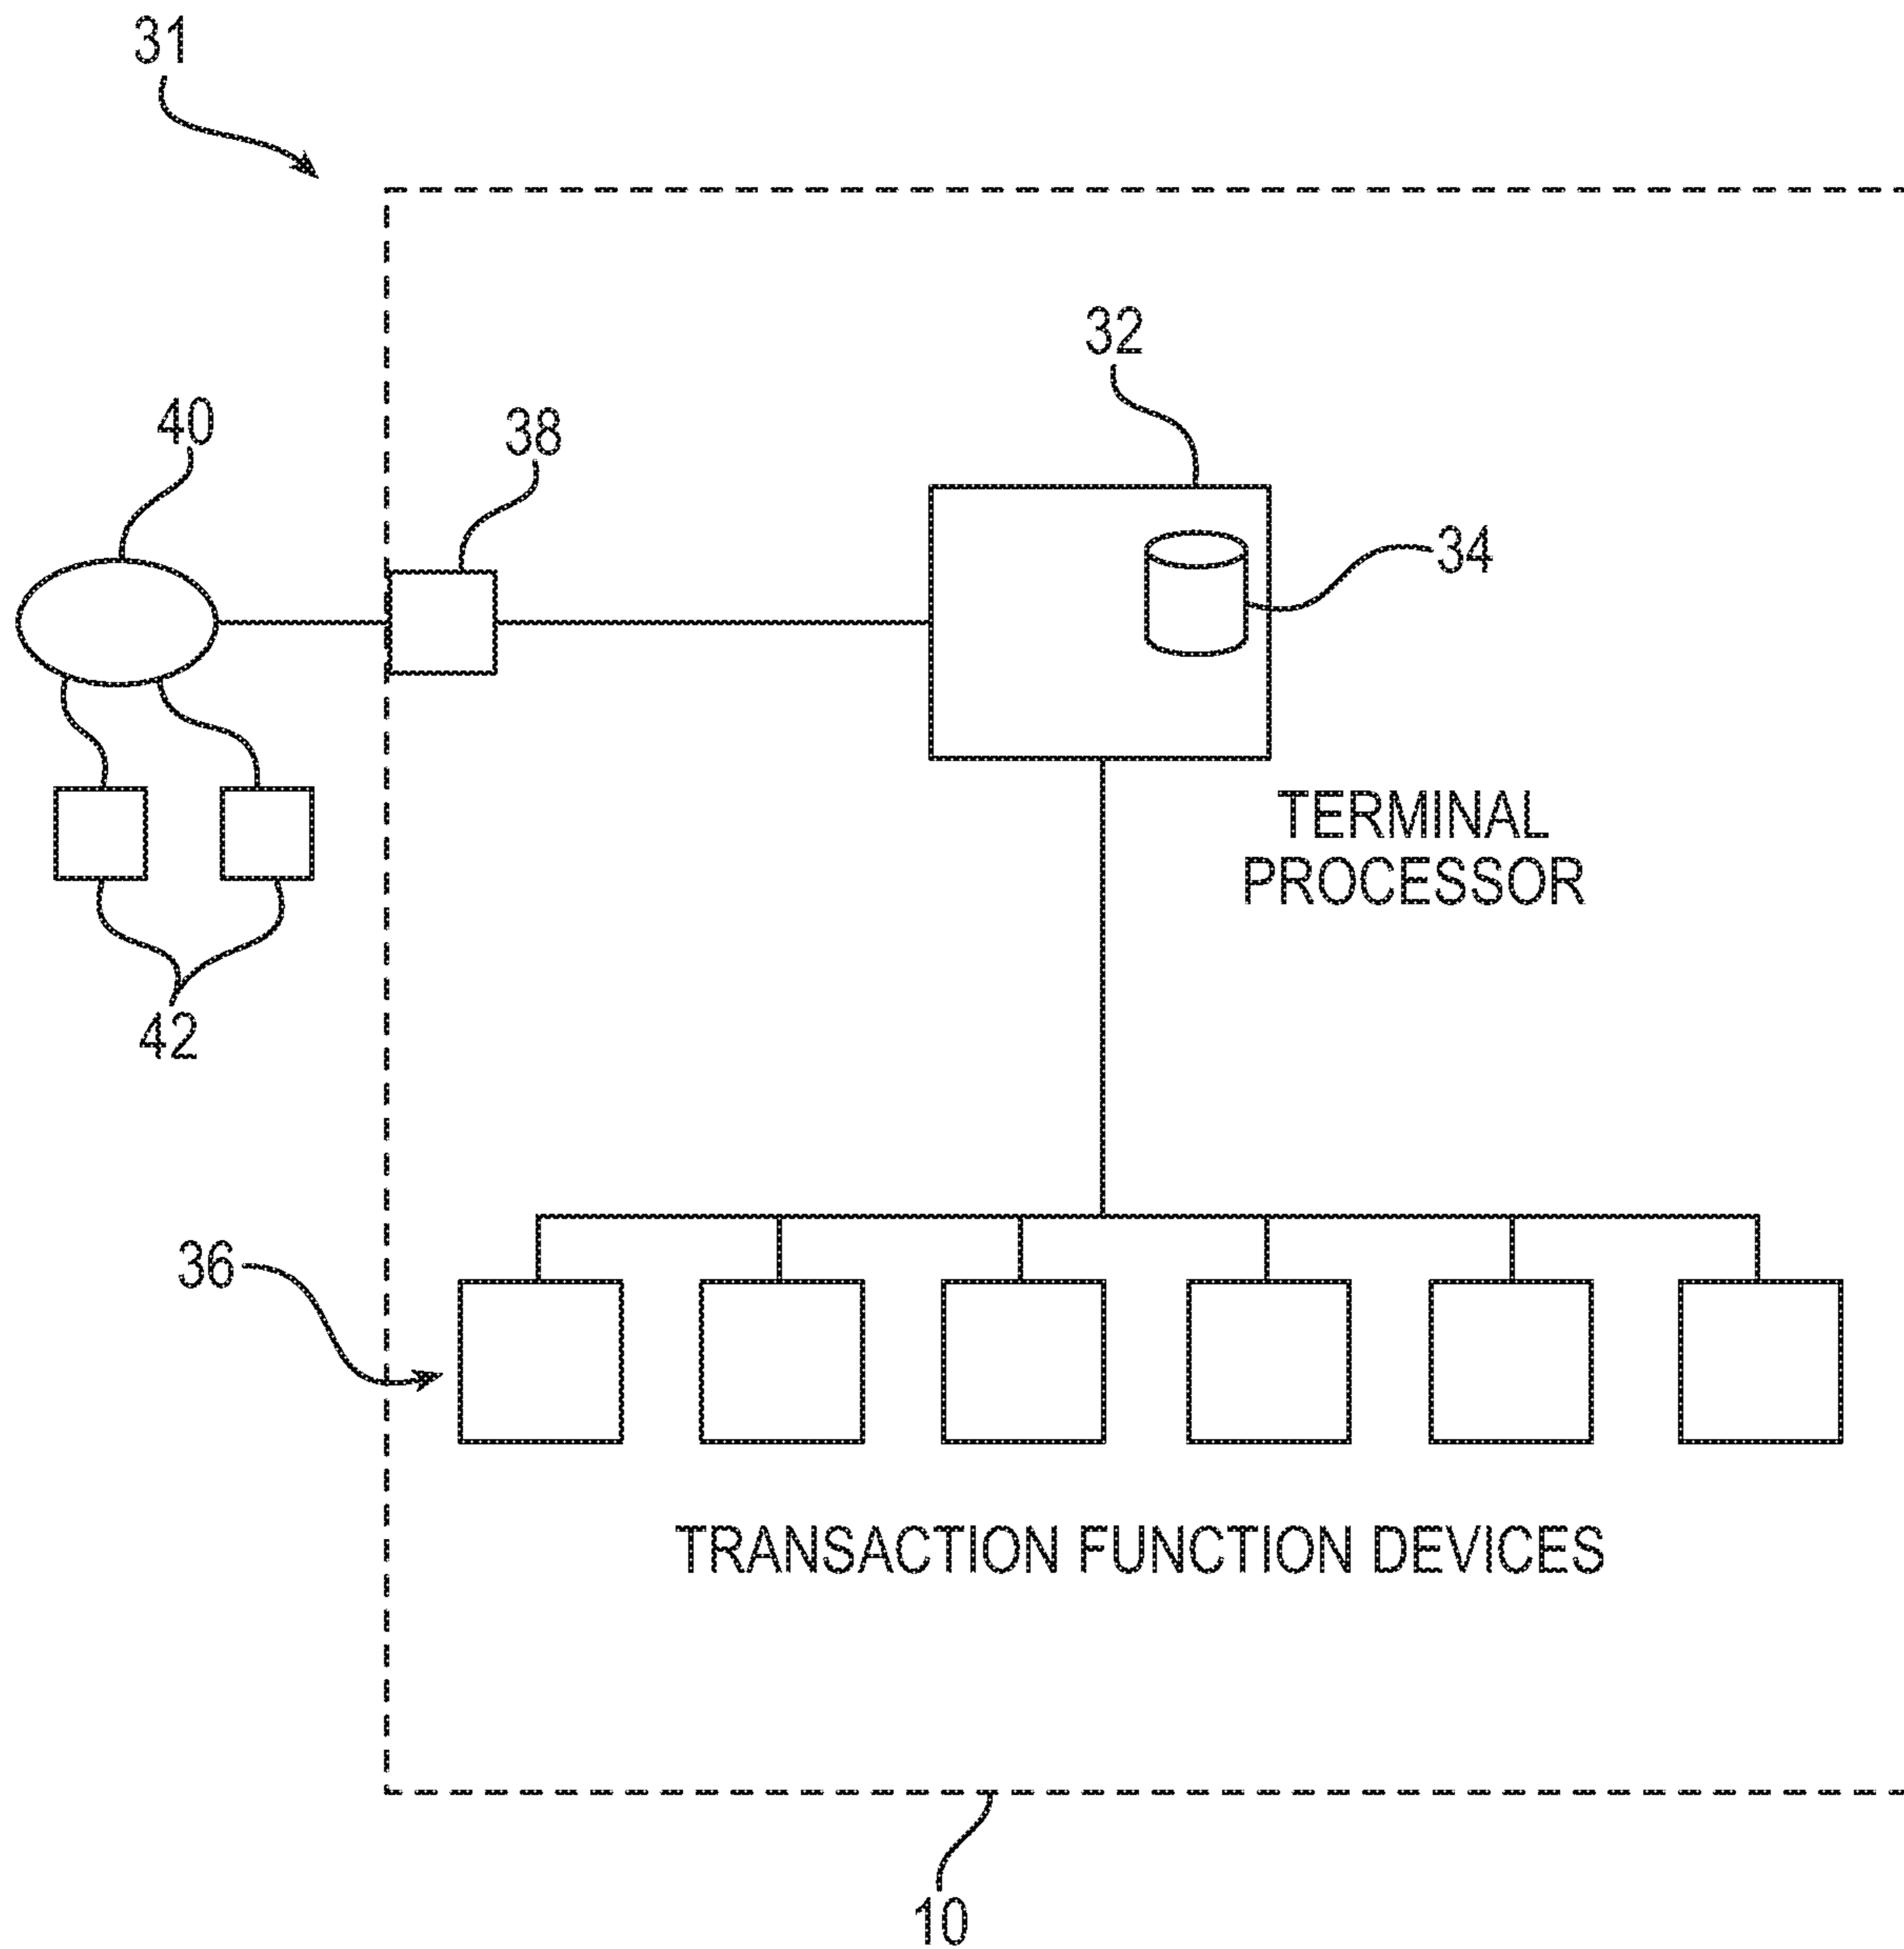 31
32
40
38
34
TERMINAL
PROCESSOR
42
36
TRANSACTION FUNCTION DEVICES
10